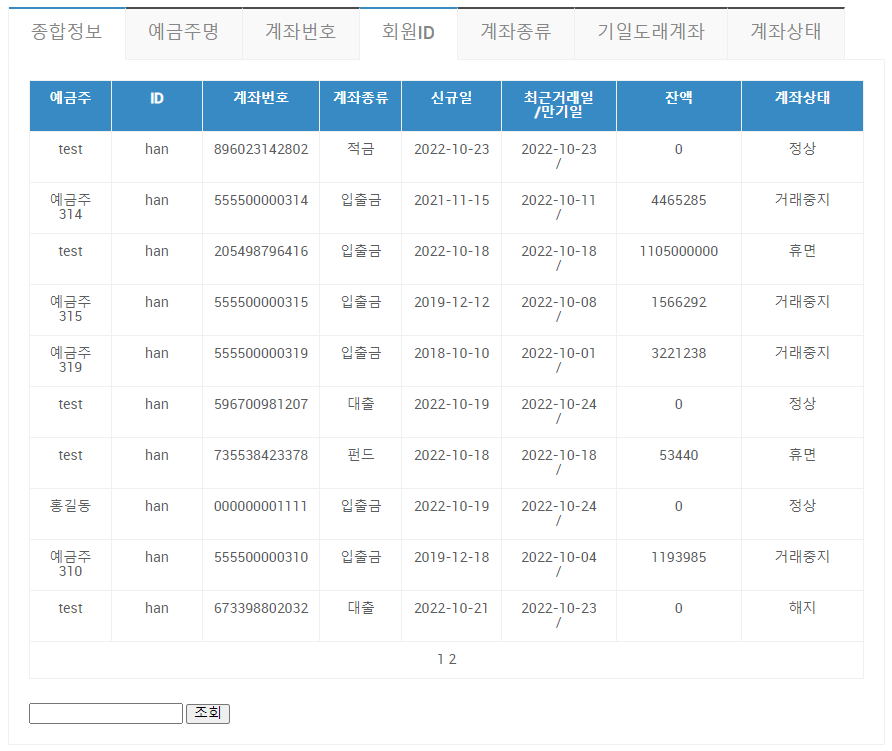 종합정보 예금주명 계좌번호 회원ID 계좌종류 기일도래계좌 계좌상태
예금주 ID 계좌번호 계좌종류 신규일 최근거래일 잔액 계좌상태
/만기일
test han 896023142802 적금 2022-10-23 2022-10-23 0 정상
/
예금주 han 555500000314 입출금 2021-11-15 2022-10-11 4465285 거래중지
314 /
test han 205498796416 입출금 2022-10-18 2022-10-18 1105000000 휴면
/
예금주 han 555500000315 입출금 2019-12-12 2022-10-08 1566292 거래중지
315 /
예금주 han 555500000319 입출금 2018-10-10 2022-10-01 3221238 거래중지
319 /
test han 596700981207 대출 2022-10-19 2022-10-24 0 정상
/
test han 735538423378 펀드 2022-10-18 2022-10-18 53440 휴면
/
홍길동 han 000000001111 입출금 2022-10-19 2022-10-24 0 정상
/
예금주 han 555500000310 입출금 2019-12-18 2022-10-04 1193985 거래중지
310 /
test han 673398802032 대출 2022-10-21 2022-10-23 0 해지
/
1 2
조회